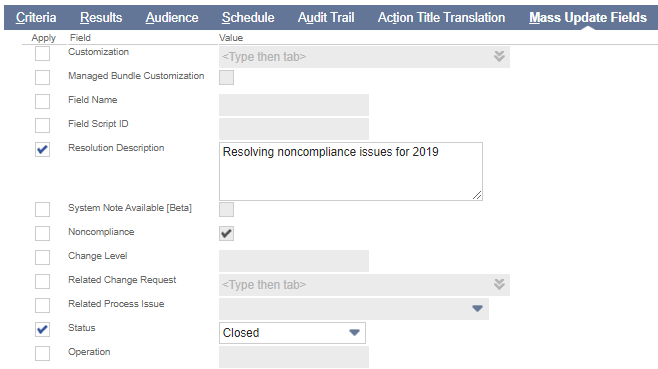 Criteria Results Audience Schedule Audit Trail Action Title Translation Mass Update Fields
Apply Field Value
Customization <Type then tab>
Managed Bundle Customization
Field Name
Field Script ID
Resolution Description Resolving noncompliance issues for 2019
System Note Available [Beta]
Noncompliance
Change Level
Related Change Request <Type then tab>
Related Process Issue
Status Closed
Operation